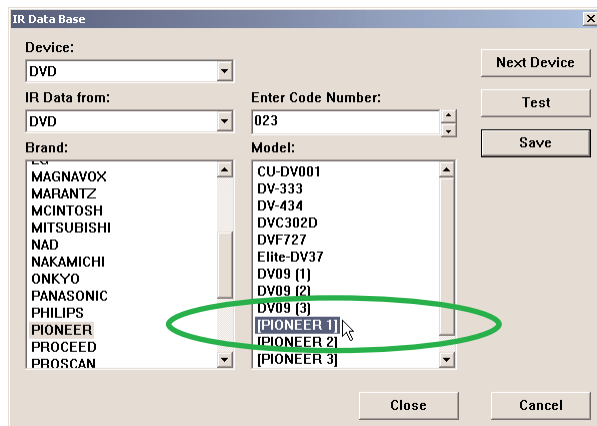 IR Data Base
Device:
DVD
IR Data from:
DVD
Brand:
LG
MAGNAVOX
MARANTZ
MCINTOSH
MITSUBISHI
NAD
NAKAMICHI
ONKYO
PANASONIC
PHILIPS
PIONEER
PROCEED
PROSCAN
Enter Code Number:
023
Model:
CU-DV001
DV-333
DV-434
DVC302D
DVF727
Elite-DV37
DV09 (1)
DV09 (2)
DV09 (3)
[PIONEER 1]
[PIONEER 2]
[PIONEER 3]
Next Device
Test
Save
Close
Cancel